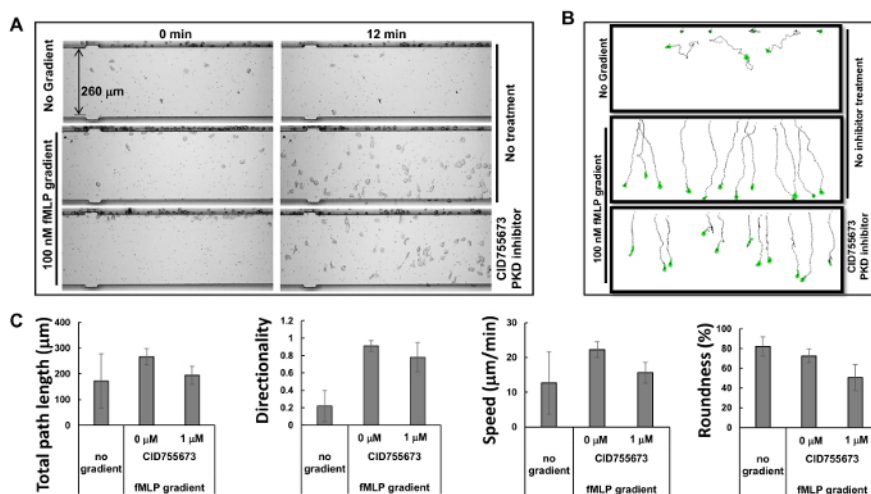 A
0 min
12 min
No Gradient
260 μm
No treatment
100 nM fMLP gradient
CID755673
PKD inhibitor
B
No Gradient
No inhibitor treatment
100 nM fMLP gradient
CID755673
PKD inhibitor
C
Total path length (μm)
400
300
200
100
0
no gradient
0 μM
1 μM
CID755673
fMLP gradient
Directionality
1.2
1
0.8
0.6
0.4
0.2
0
no gradient
0 μM
1 μM
CID755673
fMLP gradient
Speed (μm/min)
30
20
10
0
no gradient
0 μM
1 μM
CID755673
fMLP gradient
Roundness (%)
100
80
60
40
20
0
no gradient
0 μM
1 μM
CID755673
fMLP gradient